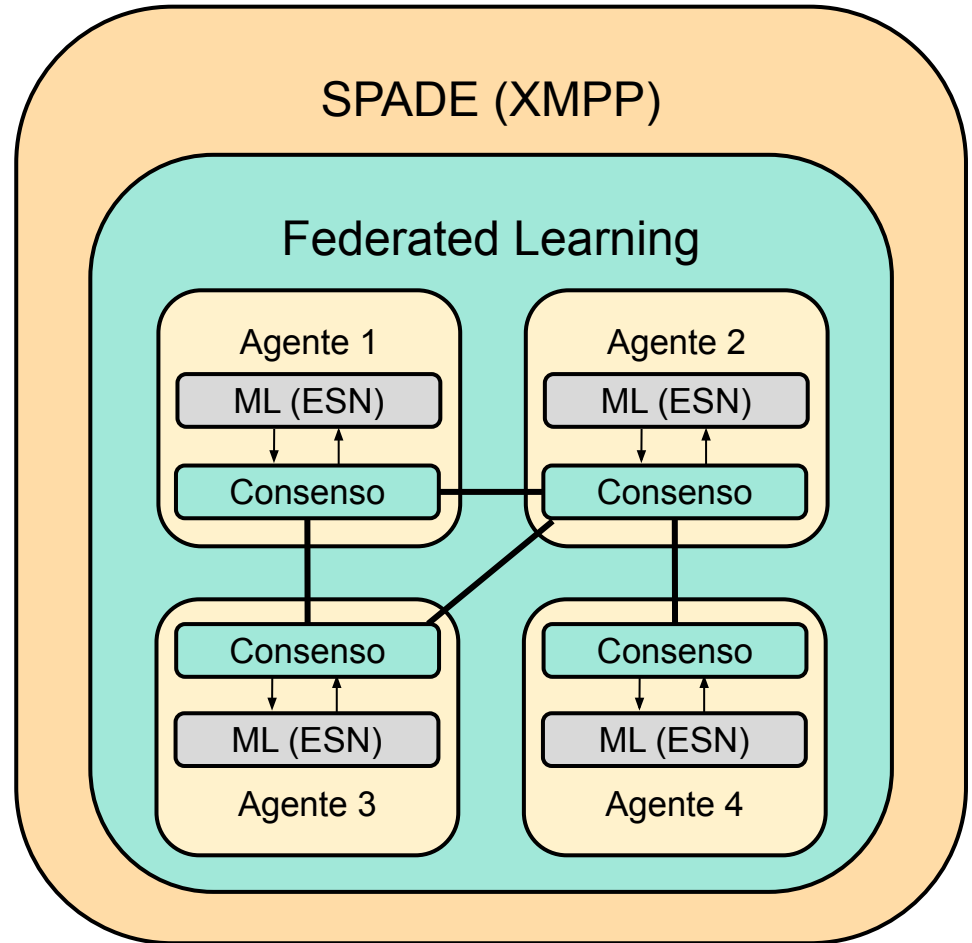 SPADE (XMPP)
Federated Learning
Agente 1
ML (ESN)
Consenso
Agente 2
ML (ESN)
Consenso
Consenso
ML (ESN)
Agente 3
Consenso
ML (ESN)
Agente 4